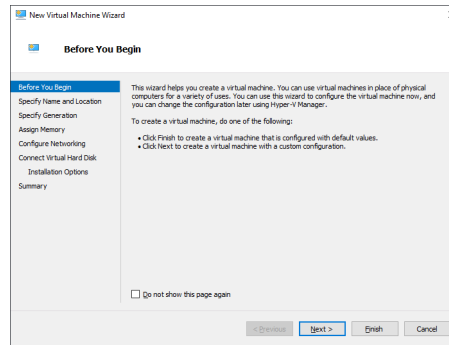 New Virtual Machine Wizard
Before You Begin
Before You Begin
Specify Name and Location
Specify Generation
Assign Memory
Configure Networking
Connect Virtual Hard Disk
Installation Options
Summary
This wizard helps you create a virtual machine. You can use virtual machines in place of physical
computers for a variety of uses. You can use this wizard to configure the virtual machine now, and
you can change the configuration later using Hyper-V Manager.
To create a virtual machine, do one of the following:
• Click Finish to create a virtual machine that is configured with default values.
• Click Next to create a virtual machine with a custom configuration.
Do not show this page again
< Previous Next > Finish Cancel